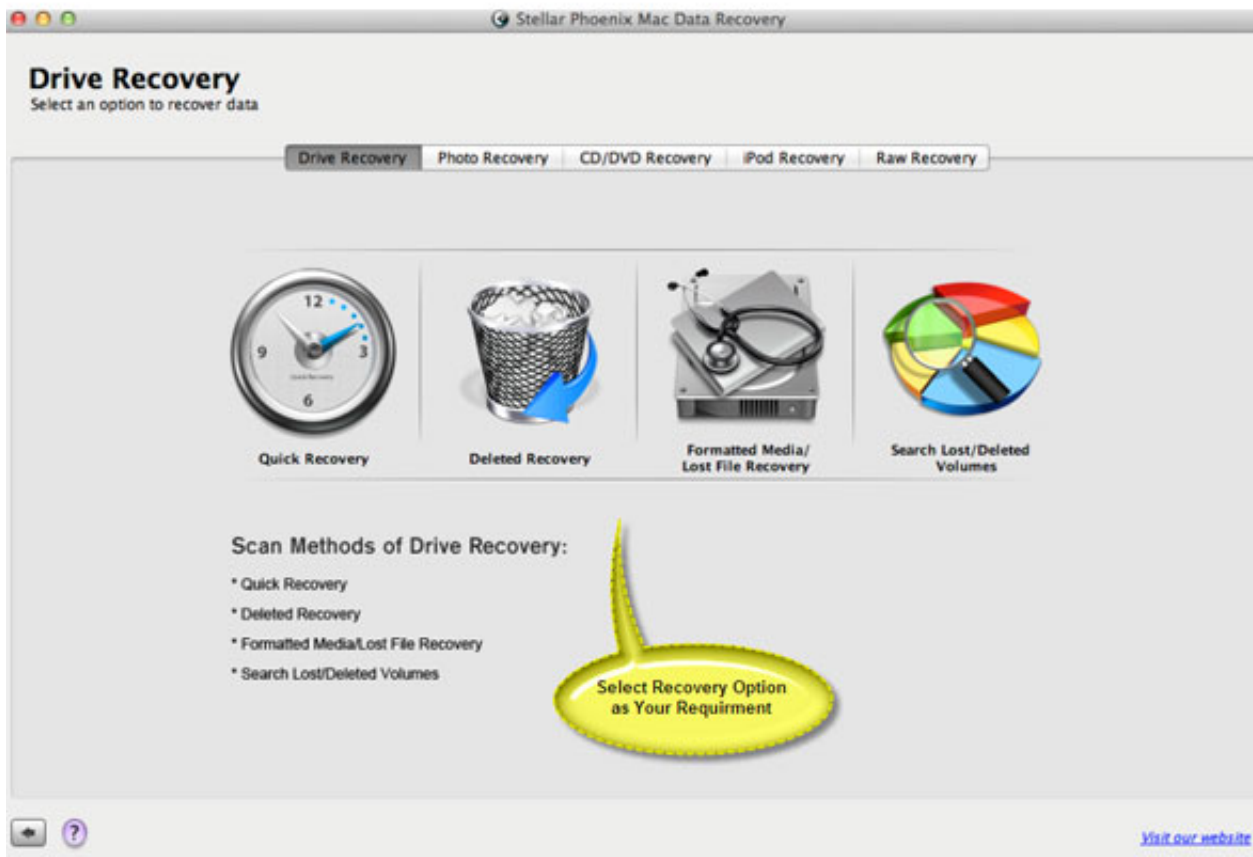 Stellar Phoenix Mac Data Recovery
Drive Recovery
Select an option to recover data
Drive Recovery Photo Recovery CD/DVD Recovery iPod Recovery Raw Recovery
12
9 3
6
Quick Recovery
Deleted Recovery
Formatted Media/
Lost File Recovery
Search Lost/Deleted
Volumes
Scan Methods of Drive Recovery:
* Quick Recovery
* Deleted Recovery
* Formatted Media/Lost File Recovery
* Search Lost/Deleted Volumes
Select Recovery Option
as Your Requirment
?
Visit our website